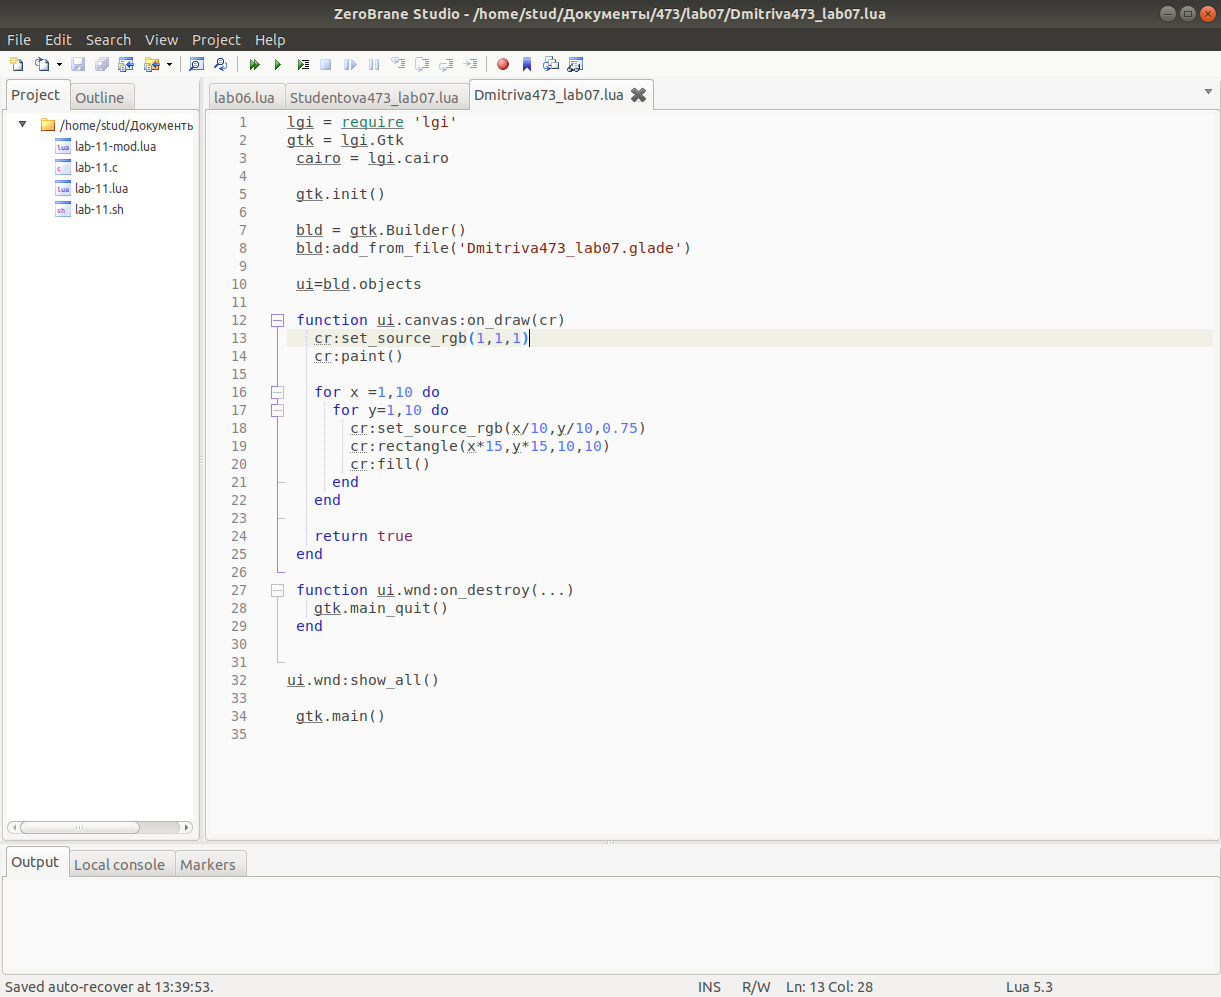 ZeroBrane Studio - /home/stud/Документы/473/lab07/Dmitriva473_lab07.lua
File Edit Search View Project Help
Project Outline
/home/stud/Документь
lab-11-mod.lua
lab-11.c
lab-11.lua
lab-11.sh
lab06.lua Studentova473_lab07.lua Dmitriva473_lab07.lua
1 lgi = require 'lgi'
2 gtk = lgi.Gtk
3 cairo = lgi.cairo
4
5 gtk.init()
6
7 bld = gtk.Builder()
8 bld:add_from_file('Dmitriva473_lab07.glade')
9
10 ui=bld.objects
11
12 function ui.canvas:on_draw(cr)
13 cr:set_source_rgb(1,1,1)
14 cr:paint()
15
16 for x =1,10 do
17 for y=1,10 do
18 cr:set_source_rgb(x/10,y/10,0.75)
19 cr:rectangle(x*15,y*15,10,10)
20 cr:fill()
21 end
22 end
23
24 return true
25 end
26
27 function ui.wnd:on_destroy(...)
28 gtk.main_quit()
29 end
30
31
32 ui.wnd:show_all()
33
34 gtk.main()
35
Output Local console Markers
Saved auto-recover at 13:39:53. INS R/W Ln: 13 Col: 28 Lua 5.3